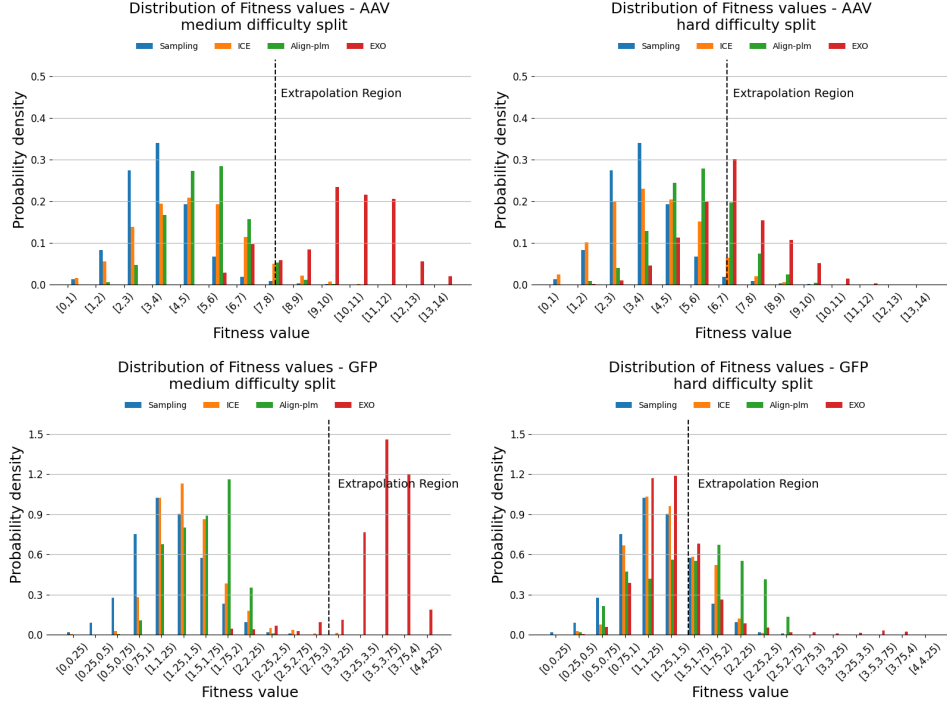 Distribution of Fitness values - AAV
medium difficulty split
Sampling ICE Align-plm EXO
Extrapolation Region
Probability density
0.5
0.4
0.3
0.2
0.1
0.0
[0,1) [1,2) [2,3) [3,4) [4,5) [5,6) [6,7) [7,8) [8,9) [9,10) [10,11) [11,12) [12,13) [13,14)
Fitness value
Distribution of Fitness values - AAV
hard difficulty split
Sampling ICE Align-plm EXO
Extrapolation Region
Probability density
0.5
0.4
0.3
0.2
0.1
0.0
[0,1) [1,2) [2,3) [3,4) [4,5) [5,6) [6,7) [7,8) [8,9) [9,10) [10,11) [11,12) [12,13) [13,14)
Fitness value
Distribution of Fitness values - GFP
medium difficulty split
Sampling ICE Align-plm EXO
Extrapolation Region
Probability density
1.5
1.2
0.9
0.6
0.3
0.0
[0,0.25) [0.25,0.5) [0.5,0.75) [0.75,1) [1,1.25) [1.25,1.5) [1.5,1.75) [1.75,2) [2,2.25) [2.25,2.5) [2.5,2.75) [2.75,3) [3,3.25) [3.25,3.5) [3.5,3.75) [3.75,4) [4,4.25)
Fitness value
Distribution of Fitness values - GFP
hard difficulty split
Sampling ICE Align-plm EXO
Extrapolation Region
Probability density
1.5
1.2
0.9
0.6
0.3
0.0
[0,0.25) [0.25,0.5) [0.5,0.75) [0.75,1) [1,1.25) [1.25,1.5) [1.5,1.75) [1.75,2) [2,2.25) [2.25,2.5) [2.5,2.75) [2.75,3) [3,3.25) [3.25,3.5) [3.5,3.75) [3.75,4) [4,4.25)
Fitness value